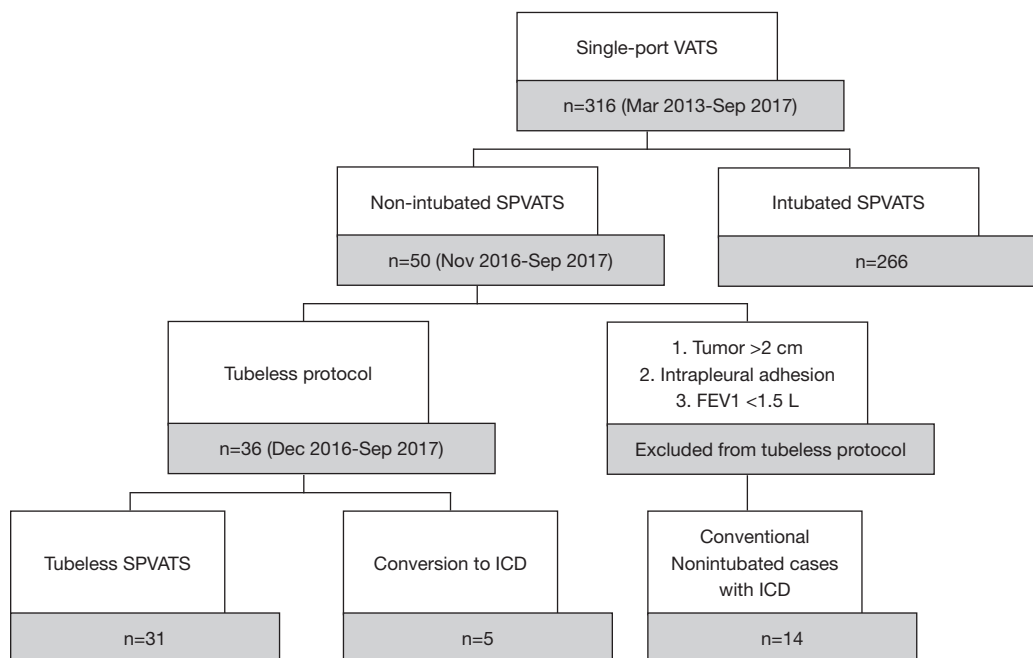 Single-port VATS
n=316 (Mar 2013-Sep 2017)
Non-intubated SPVATS
n=50 (Nov 2016-Sep 2017)
Intubated SPVATS
n=266
Tubeless protocol
n=36 (Dec 2016-Sep 2017)
1. Tumor >2 cm
2. Intrapleural adhesion
3. FEV1 <1.5 L
Excluded from tubeless protocol
Tubeless SPVATS
n=31
Conversion to ICD
n=5
Conventional
Nonintubated cases
with ICD
n=14